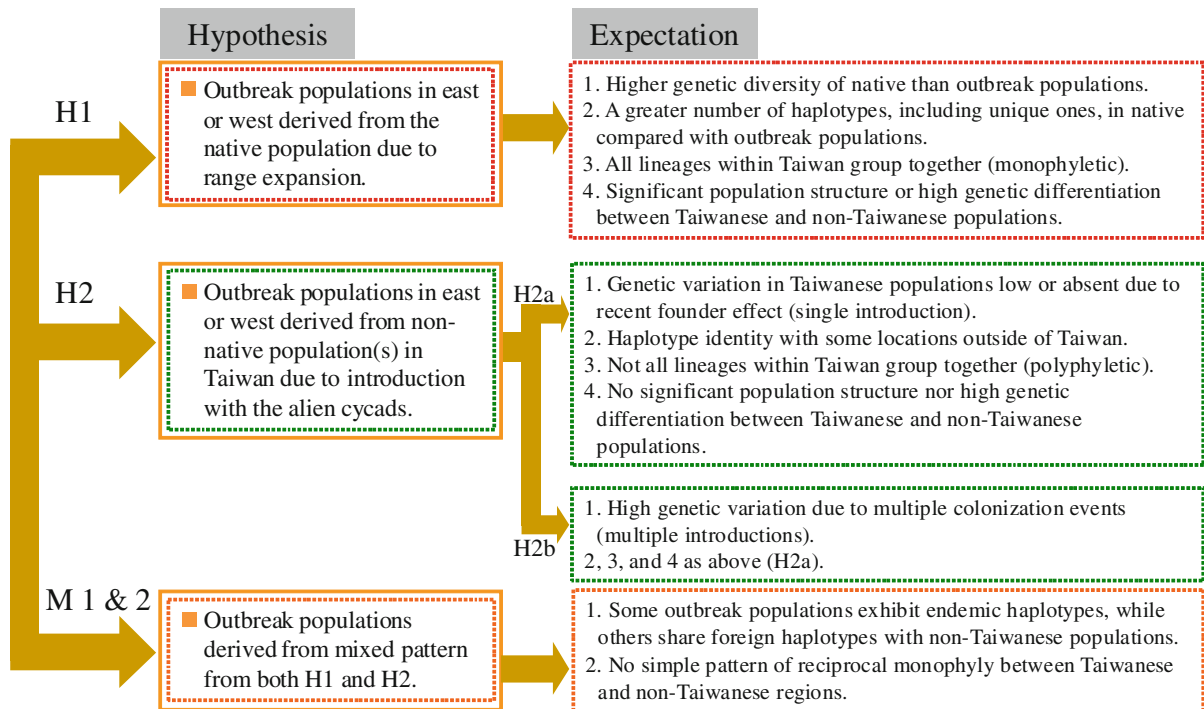 Hypothesis
Expectation
H1
Outbreak populations in east
or west derived from the
native population due to
range expansion.
1. Higher genetic diversity of native than outbreak populations.
2. A greater number of haplotypes, including unique ones, in native
compared with outbreak populations.
3. All lineages within Taiwan group together (monophyletic).
4. Significant population structure or high genetic differentiation
between Taiwanese and non-Taiwanese populations.
H2
Outbreak populations in east
or west derived from non-
native population(s) in
Taiwan due to introduction
with the alien cycads.
H2a
1. Genetic variation in Taiwanese populations low or absent due to
recent founder effect (single introduction).
2. Haplotype identity with some locations outside of Taiwan.
3. Not all lineages within Taiwan group together (polyphyletic).
4. No significant population structure nor high genetic
differentiation between Taiwanese and non-Taiwanese
populations.
H2b
1. High genetic variation due to multiple colonization events
(multiple introductions).
2, 3, and 4 as above (H2a).
M 1 & 2
Outbreak populations
derived from mixed pattern
from both H1 and H2.
1. Some outbreak populations exhibit endemic haplotypes, while
others share foreign haplotypes with non-Taiwanese populations.
2. No simple pattern of reciprocal monophyly between Taiwanese
and non-Taiwanese regions.